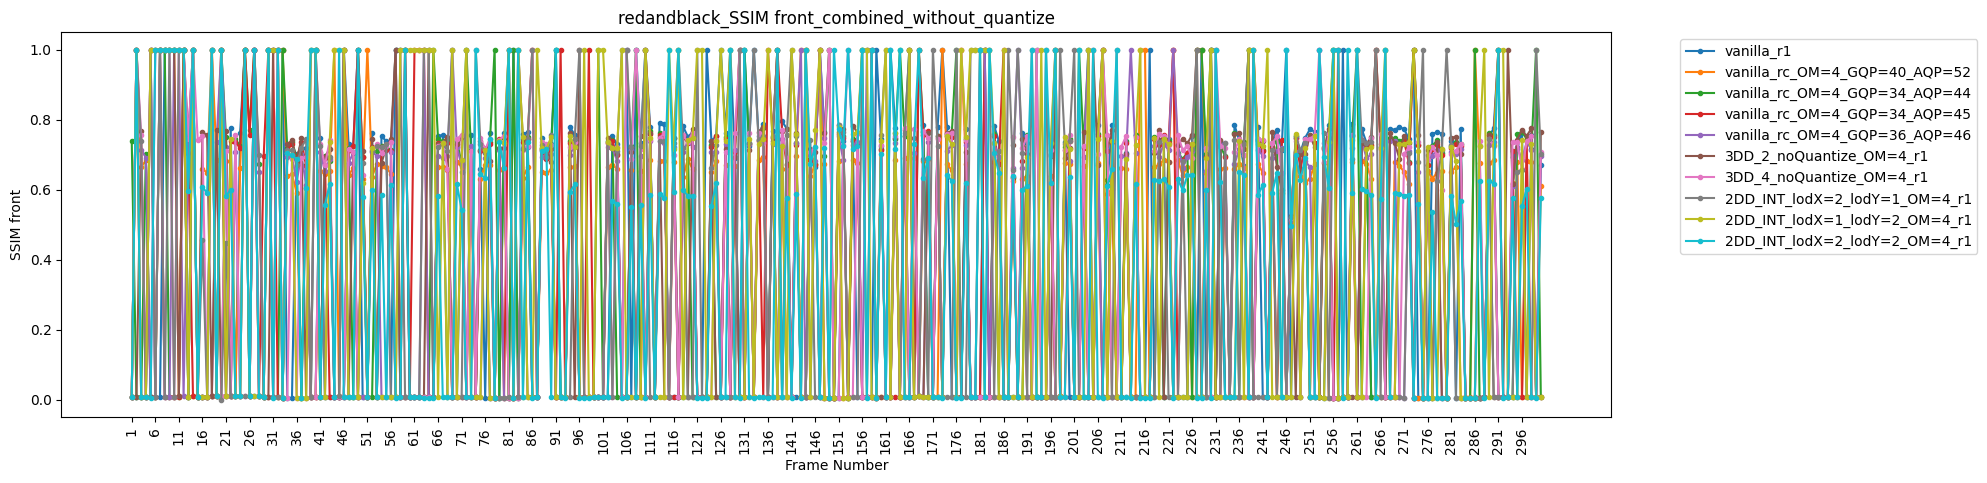 redandblack_SSIM front_combined_without_quantize
SSIM front
1.0
0.8
0.6
0.4
0.2
0.0
1 6 11 16 21 26 31 36 41 46 51 56 61 66 71 76 81 86 91 96 101 106 111 116 121 126 131 136 141 146 151 156 161 166 171 176 181 186 191 196 201 206 211 216 221 226 231 236 241 246 251 256 261 266 271 276 281 286 291 296
Frame Number
vanilla_r1
vanilla_rc_OM=4_GQP=40_AQP=52
vanilla_rc_OM=4_GQP=34_AQP=44
vanilla_rc_OM=4_GQP=34_AQP=45
vanilla_rc_OM=4_GQP=36_AQP=46
3DD_2_noQuantize_OM=4_r1
3DD_4_noQuantize_OM=4_r1
2DD_INT_lodX=2_lodY=1_OM=4_r1
2DD_INT_lodX=1_lodY=2_OM=4_r1
2DD_INT_lodX=2_lodY=2_OM=4_r1